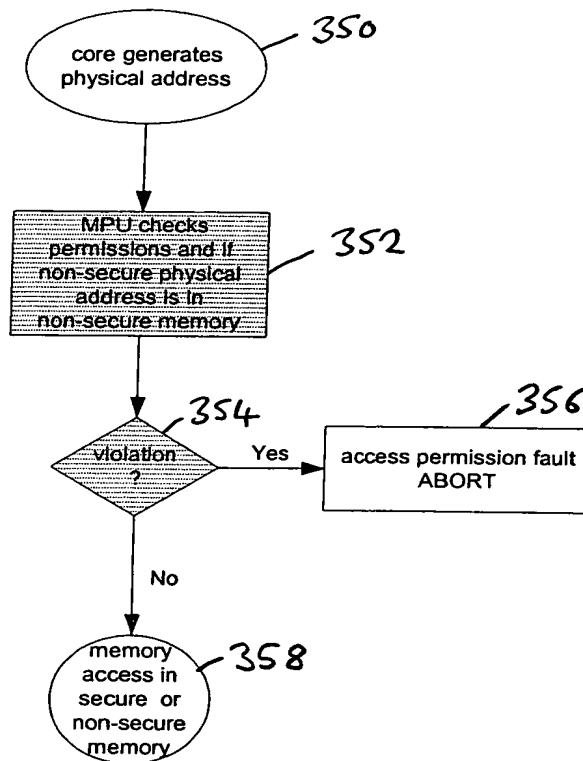 350
core generates
physical address
MPU checks
permissions and if
non-secure physical
address is in
non-secure memory
352
354
violation
?
Yes
356
access permission fault
ABORT
No
358
memory
access in
secure or
non-secure
memory